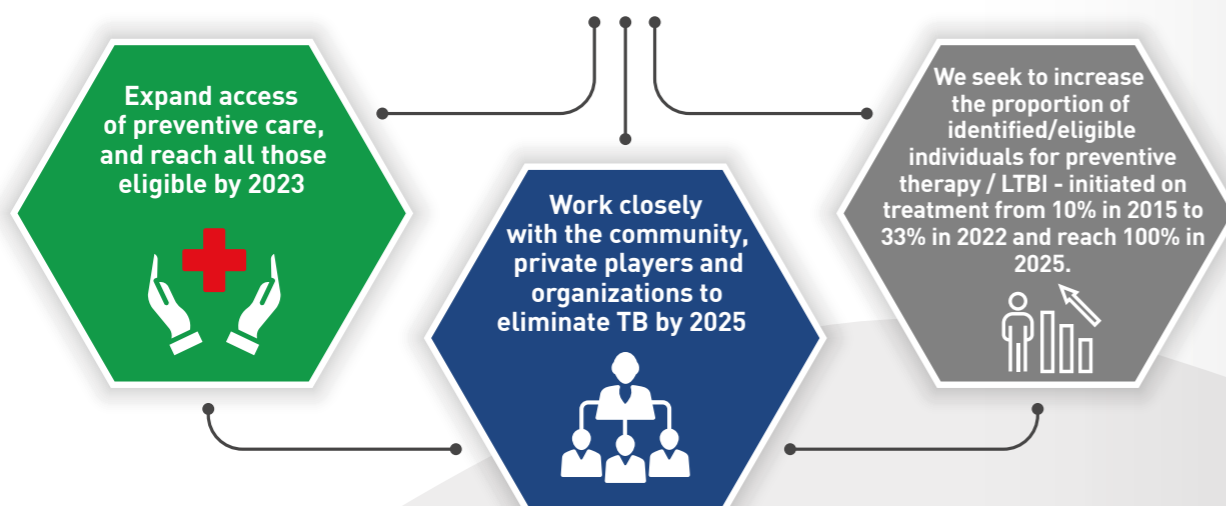 Expand access
of preventive care,
and reach all those
eligible by 2023
Work closely
with the community,
private players and
organizations to
eliminate TB by 2025
We seek to increase
the proportion of
identified/eligible
individuals for preventive
therapy / LTBI - initiated on
treatment from 10% in 2015 to
33% in 2022 and reach 100% in
2025.